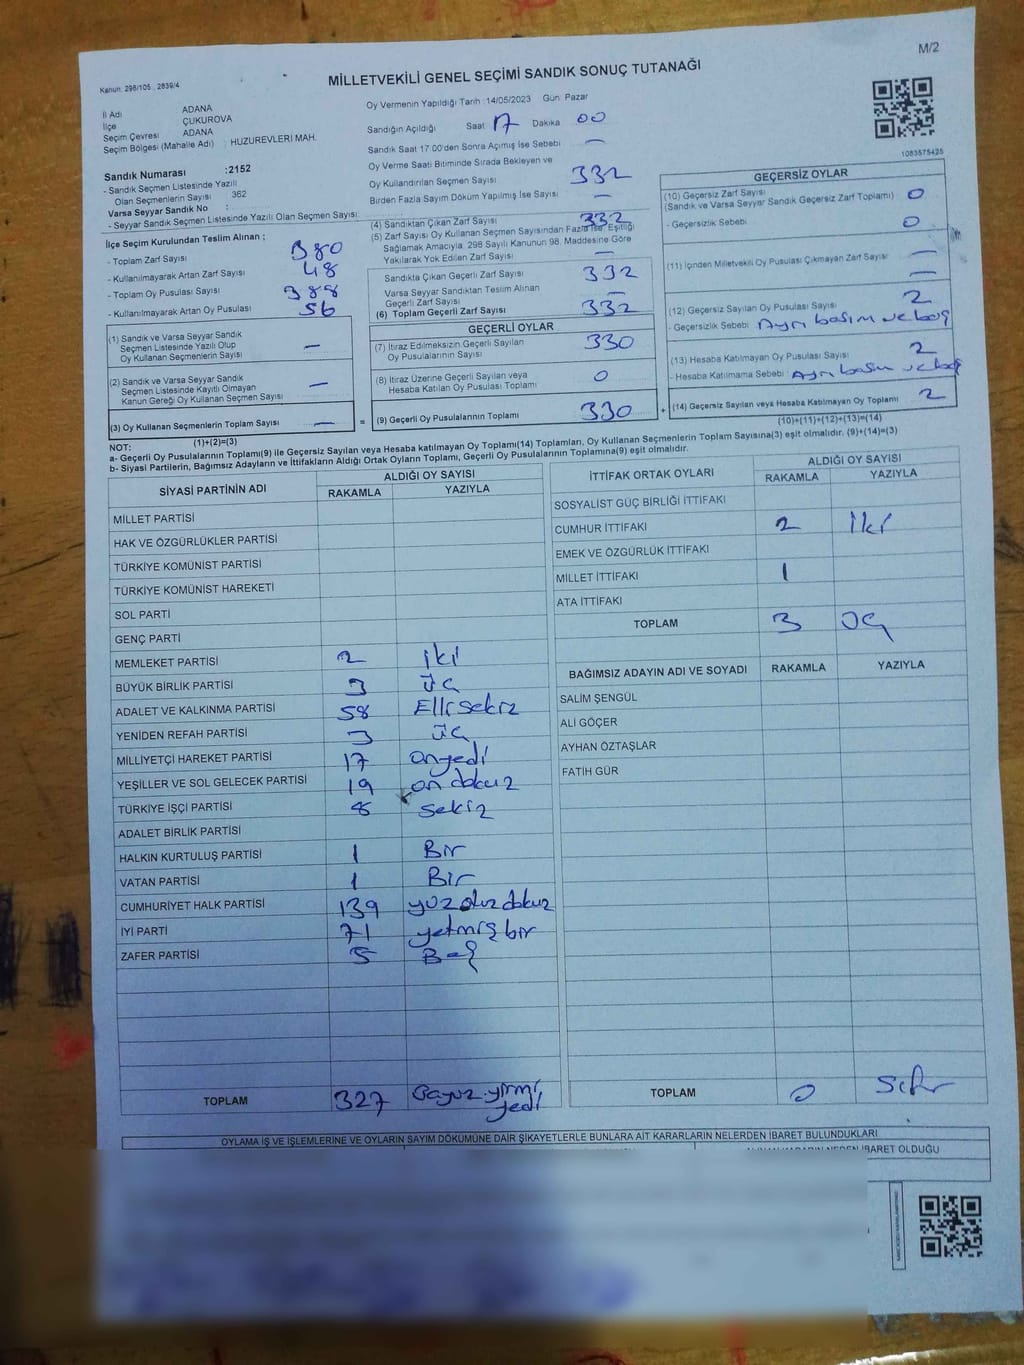 M/2
Kanun: 298/105 , 2839/4
MİLLETVEKİLİ GENEL SEÇİMİ SANDIK SONUÇ TUTANAĞI
İl Adı ADANA
İlçe ÇUKUROVA
Seçim Çevresi ADANA
Seçim Bölgesi (Mahalle Adı) : HUZUREVLERİ MAH.
Sandık Numarası :2152
- Sandık Seçmen Listesinde Yazılı
Olan Seçmenlerin Sayısı : 362
Varsa Seyyar Sandık No :
- Seyyar Sandık Seçmen Listesinde Yazılı Olan Seçmen Sayısı:
İlçe Seçim Kurulundan Teslim Alınan ;
- Toplam Zarf Sayısı 380
- Kullanılmayarak Artan Zarf Sayısı 48
- Toplam Oy Pusulası Sayısı 388
- Kullanılmayarak Artan Oy Pusulası 56
(1) Sandık ve Varsa Seyyar Sandık
Seçmen Listesinde Yazılı Olup
Oy Kullanan Seçmenlerin Sayısı —
(2) Sandık ve Varsa Seyyar Sandık
Seçmen Listesinde Kayıtlı Olmayan
Kanun Gereği Oy Kullanan Seçmen Sayısı —
(3) Oy Kullanan Seçmenlerin Toplam Sayısı —
(1)+(2)=(3)
Oy Vermenin Yapıldığı Tarih :14/05/2023 Gün: Pazar
Sandığın Açıldığı Saat 17 Dakika 00
Sandık Saat 17.00'den Sonra Açılmış İse Sebebi —
Oy Verme Saati Bitiminde Sırada Bekleyen ve
Oy Kullandırılan Seçmen Sayısı 332
Birden Fazla Sayım Döküm Yapılmış İse Sayısı —
(4) Sandıktan Çıkan Zarf Sayısı 332
(5) Zarf Sayısı Oy Kullanan Seçmen Sayısından Fazla İse, Eşitliği
Sağlamak Amacıyla, 298 Sayılı Kanunun 98. Maddesine Göre
Yakılarak Yok Edilen Zarf Sayısı —
Sandıkta Çıkan Geçerli Zarf Sayısı 332
Varsa Seyyar Sandıktan Teslim Alınan
Geçerli Zarf Sayısı —
(6) Toplam Geçerli Zarf Sayısı 332
GEÇERLİ OYLAR
(7) İtiraz Edilmeksizin Geçerli Sayılan
Oy Pusulalarının Sayısı 330
(8) İtiraz Üzerine Geçerli Sayılan veya
Hesaba Katılan Oy Pusulası Toplamı 0
= (9) Geçerli Oy Pusulalarının Toplamı 330 +
1083575425
GEÇERSİZ OYLAR
(10) Geçersiz Zarf Sayısı
(Sandık ve Varsa Seyyar Sandık Geçersiz Zarf Toplamı) 0
- Geçersizlik Sebebi : 0
(11) İçinden Milletvekili Oy Pusulası Çıkmayan Zarf Sayısı —
—
(12) Geçersiz Sayılan Oy Pusulası Sayısı 2
- Geçersizlik Sebebi : Ayrı basım ve boş
(13) Hesaba Katılmayan Oy Pusulası Sayısı 2
- Hesaba Katılmama Sebebi : Ayrı basım ve boş
(14) Geçersiz Sayılan veya Hesaba Katılmayan Oy Toplamı 2
(10)+(11)+(12)+(13)=(14)
NOT:
a- Geçerli Oy Pusulalarının Toplamı(9) ile Geçersiz Sayılan veya Hesaba katılmayan Oy Toplamı(14) Toplamları, Oy Kullanan Seçmenlerin Toplam Sayısına(3) eşit olmalıdır. (9)+(14)=(3)
b- Siyasi Partilerin, Bağımsız Adayların ve İttifakların Aldığı Ortak Oyların Toplamı, Geçerli Oy Pusulalarının Toplamına(9) eşit olmalıdır.
SİYASİ PARTİNİN ADI ALDIĞI OY SAYISI
RAKAMLA YAZIYLA
MİLLET PARTİSİ
HAK VE ÖZGÜRLÜKLER PARTİSİ
TÜRKİYE KOMÜNİST PARTİSİ
TÜRKİYE KOMÜNİST HAREKETİ
SOL PARTİ
GENÇ PARTİ
MEMLEKET PARTİSİ 2 iki
BÜYÜK BİRLİK PARTİSİ 3 üç
ADALET VE KALKINMA PARTİSİ 58 Elli sekiz
YENİDEN REFAH PARTİSİ 3 üç
MİLLİYETÇİ HAREKET PARTİSİ 17 onyedi
YEŞİLLER VE SOL GELECEK PARTİSİ 19 on dokuz
TÜRKİYE İŞÇİ PARTİSİ 8 sekiz
ADALET BİRLİK PARTİSİ
HALKIN KURTULUŞ PARTİSİ 1 Bir
VATAN PARTİSİ 1 Bir
CUMHURİYET HALK PARTİSİ 139 yüz otuz dokuz
İYİ PARTİ 71 yetmiş bir
ZAFER PARTİSİ 5 Beş
TOPLAM 327 üçyüz yirmi
yedi
İTTİFAK ORTAK OYLARI ALDIĞI OY SAYISI
RAKAMLA YAZIYLA
SOSYALİST GÜÇ BİRLİĞİ İTTİFAKI
CUMHUR İTTİFAKI 2 iki
EMEK VE ÖZGÜRLÜK İTTİFAKI
MİLLET İTTİFAKI 1
ATA İTTİFAKI
TOPLAM 3 üç
BAĞIMSIZ ADAYIN ADI VE SOYADI RAKAMLA YAZIYLA
SALİM ŞENGÜL
ALİ GÖÇER
AYHAN ÖZTAŞLAR
FATİH GÜR
TOPLAM 0 Sıfır
OYLAMA İŞ VE İŞLEMLERİNE VE OYLARIN SAYIM DÖKÜMÜNE DAİR ŞİKAYETLERLE BUNLARA AİT KARARLARIN NELERDEN İBARET BULUNDUKLARI
İBARET OLDUĞU